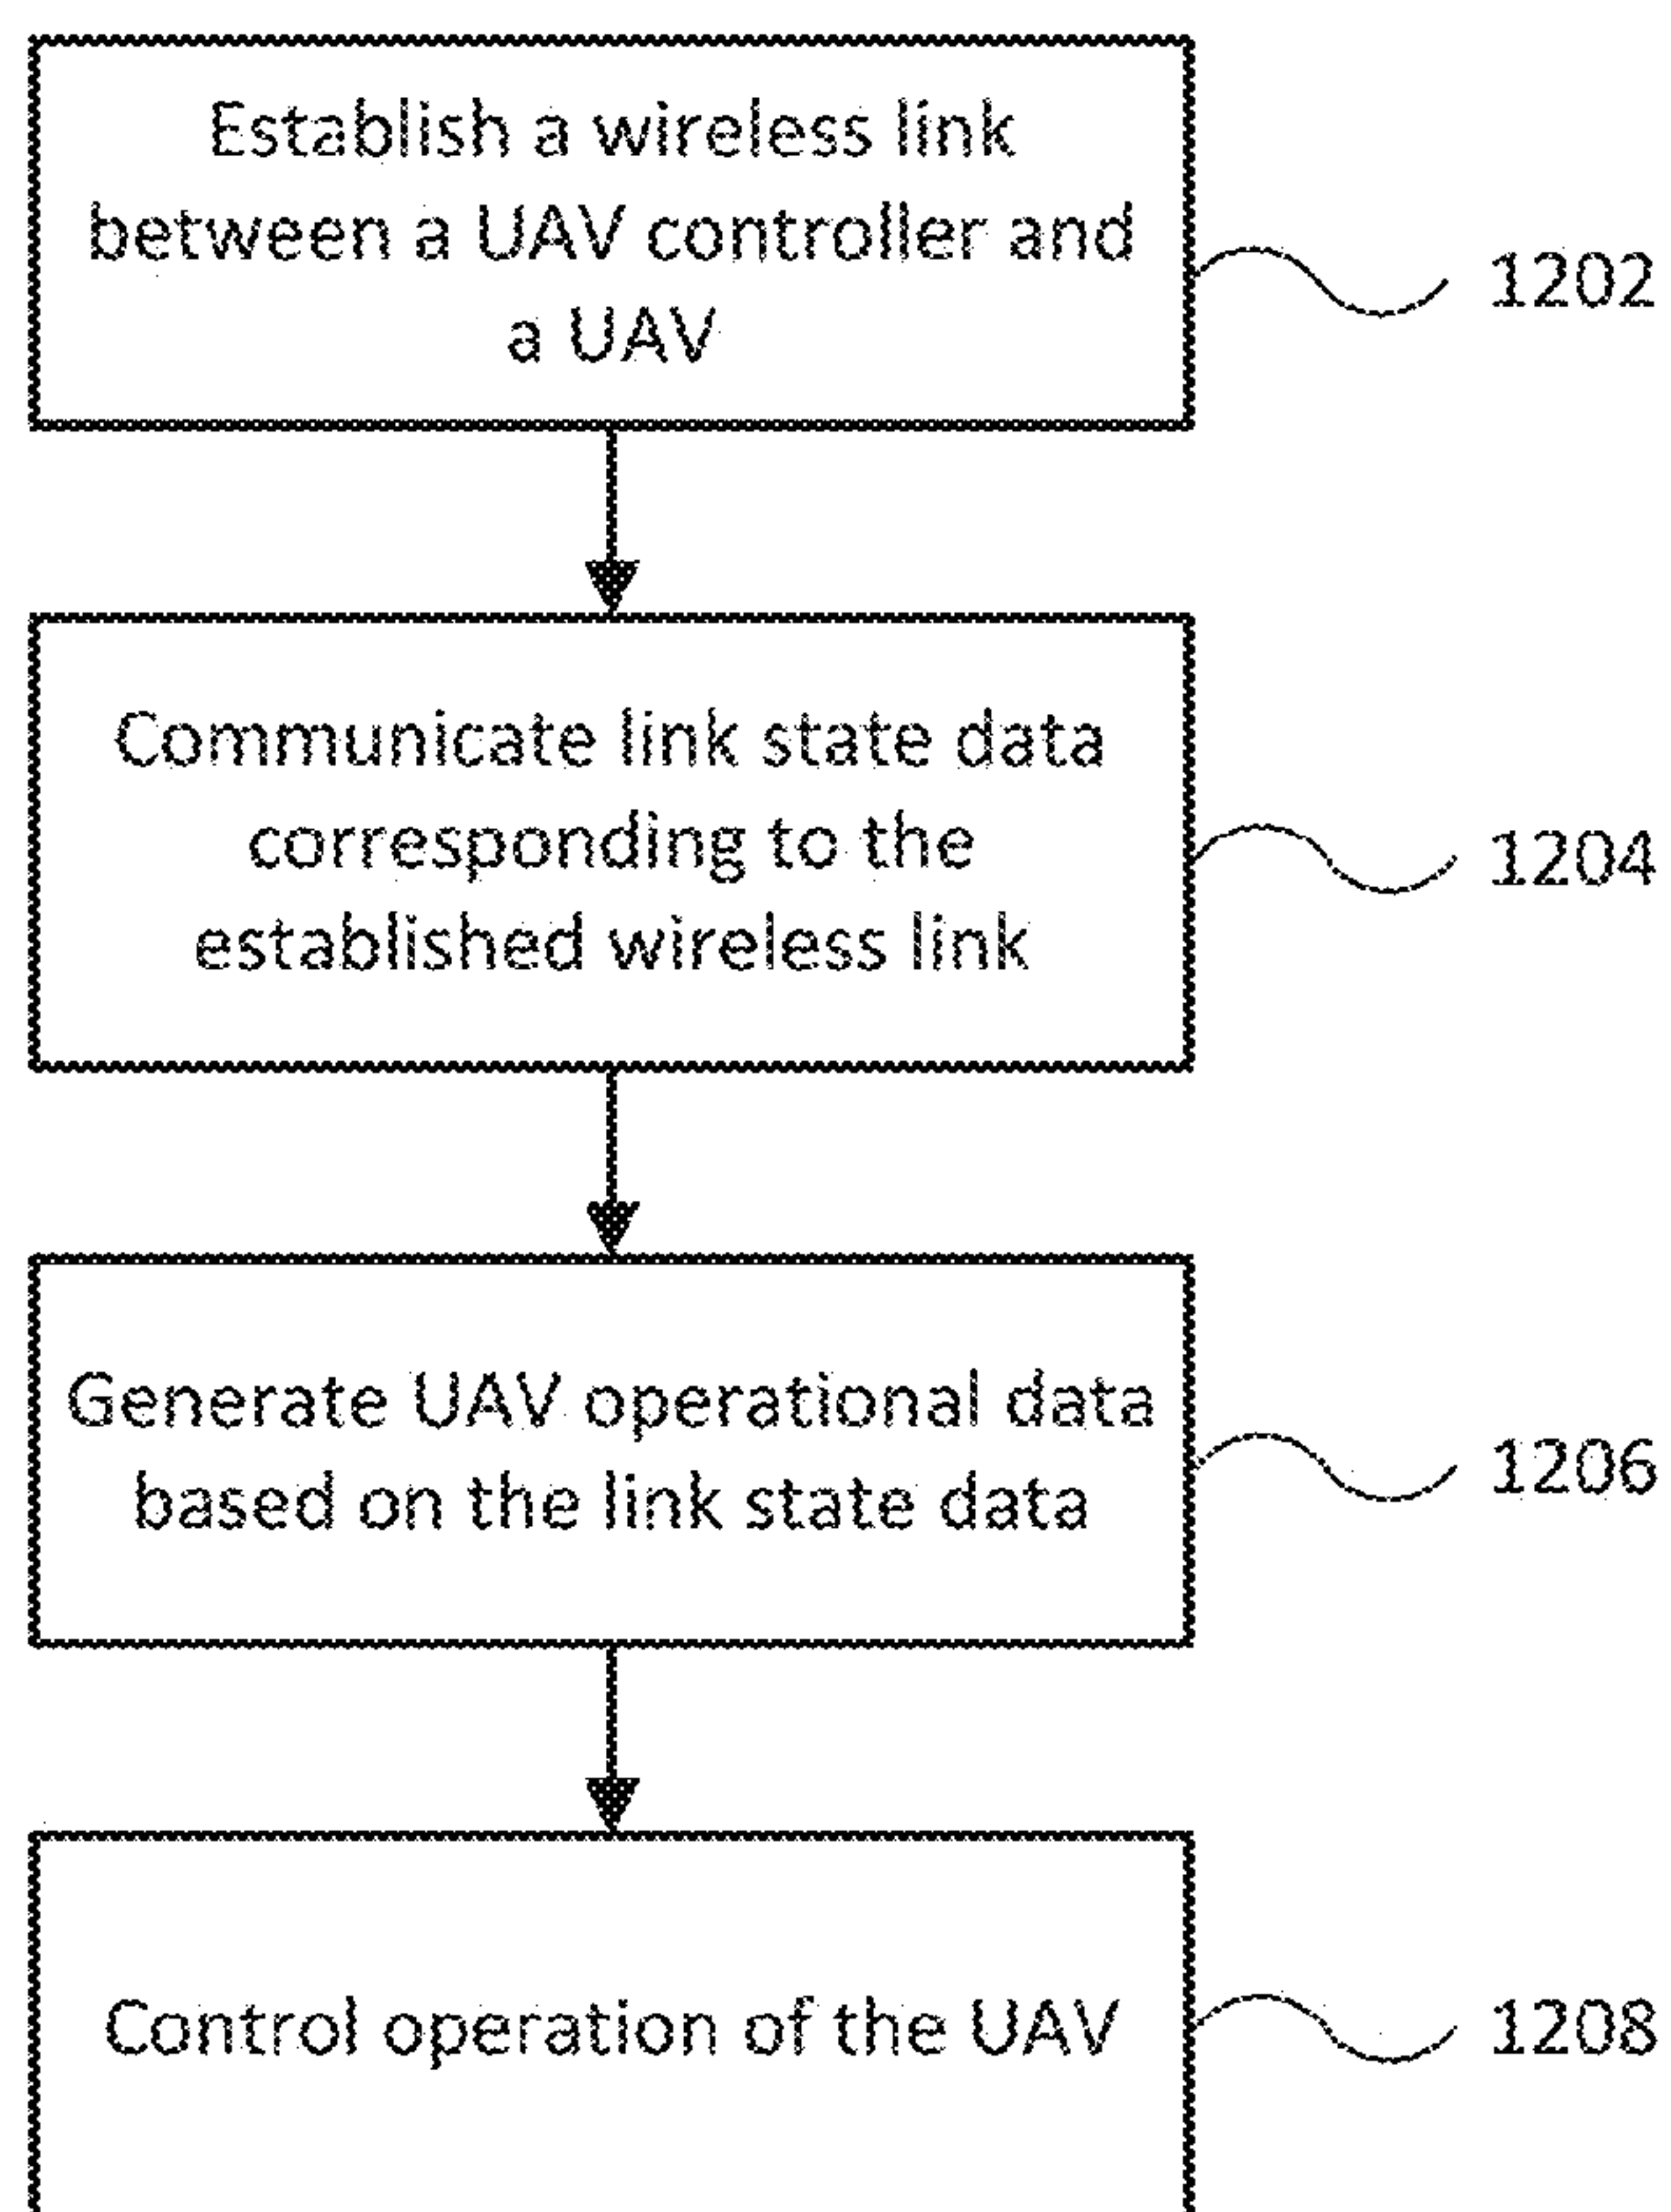 Establish a wireless link
between a UAV controller and
a UAV
1202
Communicate link state data
corresponding to the
established wireless link
1204
Generate UAV operational data
based on the link state data
1206
Control operation of the UAV
1208